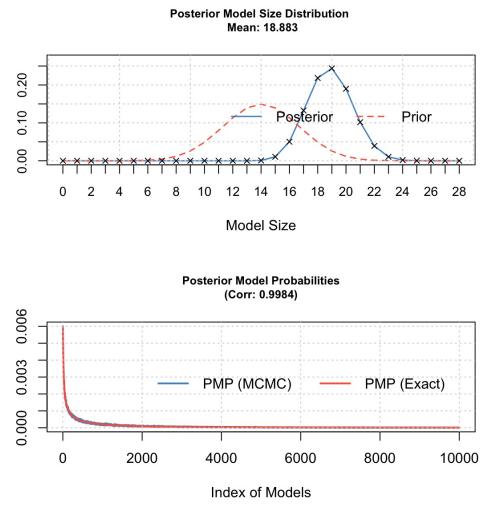 Posterior Model Size Distribution
Mean: 18.883
0.00 0.10 0.20
Posterior Prior
0 2 4 6 8 10 12 14 16 18 20 22 24 26 28
Model Size
Posterior Model Probabilities
(Corr: 0.9984)
0.000 0.003 0.006
PMP (MCMC) PMP (Exact)
0 2000 4000 6000 8000 10000
Index of Models